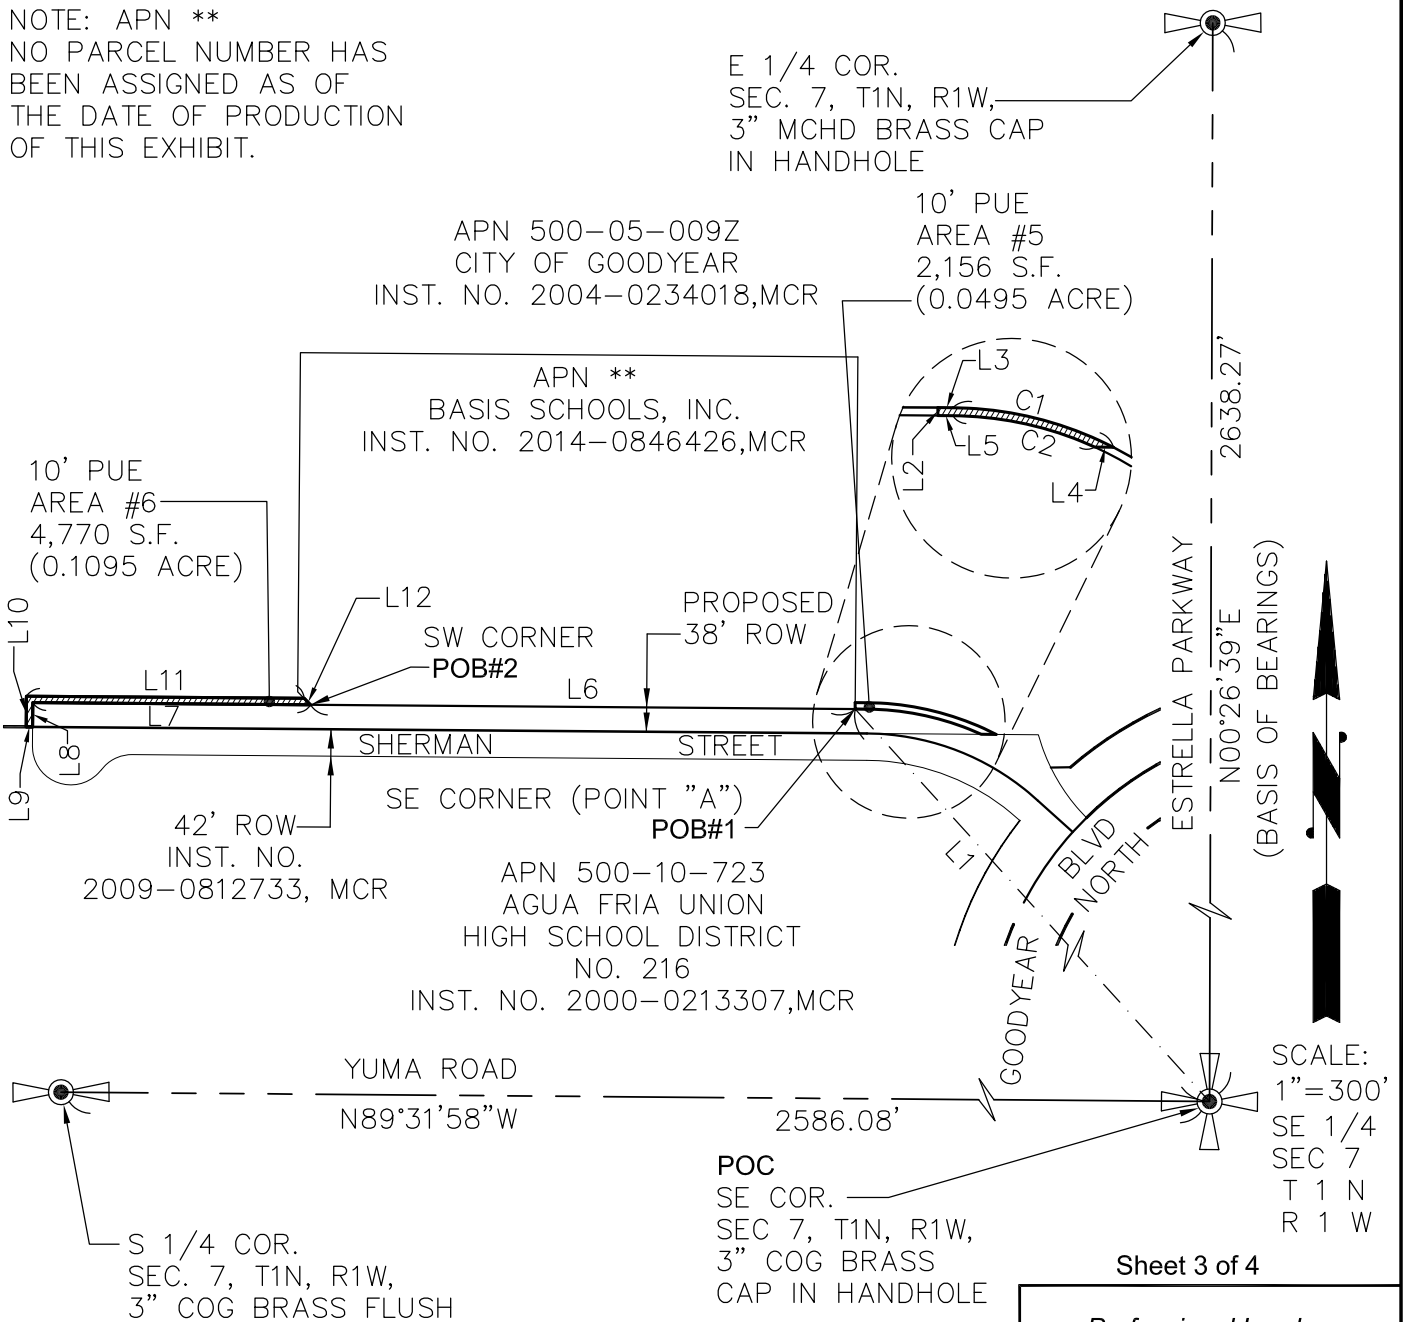 NOTE: APN **
NO PARCEL NUMBER HAS
BEEN ASSIGNED AS OF
THE DATE OF PRODUCTION
OF THIS EXHIBIT.
E 1/4 COR.
SEC. 7, T1N, R1W,
3" MCHD BRASS CAP
IN HANDHOLE
10' PUE
AREA #5
2,156 S.F.
(0.0495 ACRE)
APN 500-05-009Z
CITY OF GOODYEAR
INST. NO. 2004-0234018,MCR
APN **
BASIS SCHOOLS, INC.
INST. NO. 2014-0846426,MCR
L3
C1
C2
L5
L2
L4
2638.27'
10' PUE
AREA #6
4,770 S.F.
(0.1095 ACRE)
L10
L12
SW CORNER
POB#2
PROPOSED
38' ROW
L11
L6
L7
L8
L9
SHERMAN STREET
ESTRELLA PARKWAY
N00°26'39"E
(BASIS OF BEARINGS)
SE CORNER (POINT "A")
POB#1
L1
42' ROW
INST. NO.
2009-0812733, MCR
APN 500-10-723
AGUA FRIA UNION
HIGH SCHOOL DISTRICT
NO. 216
INST. NO. 2000-0213307,MCR
BLVD
NORTH
GOODYEAR
N
YUMA ROAD
N89°31'58"W
2586.08'
SCALE:
1"=300'
SE 1/4
SEC 7
T 1 N
R 1 W
POC
SE COR.
SEC 7, T1N, R1W,
3" COG BRASS
CAP IN HANDHOLE
S 1/4 COR.
SEC. 7, T1N, R1W,
3" COG BRASS FLUSH
Sheet 3 of 4